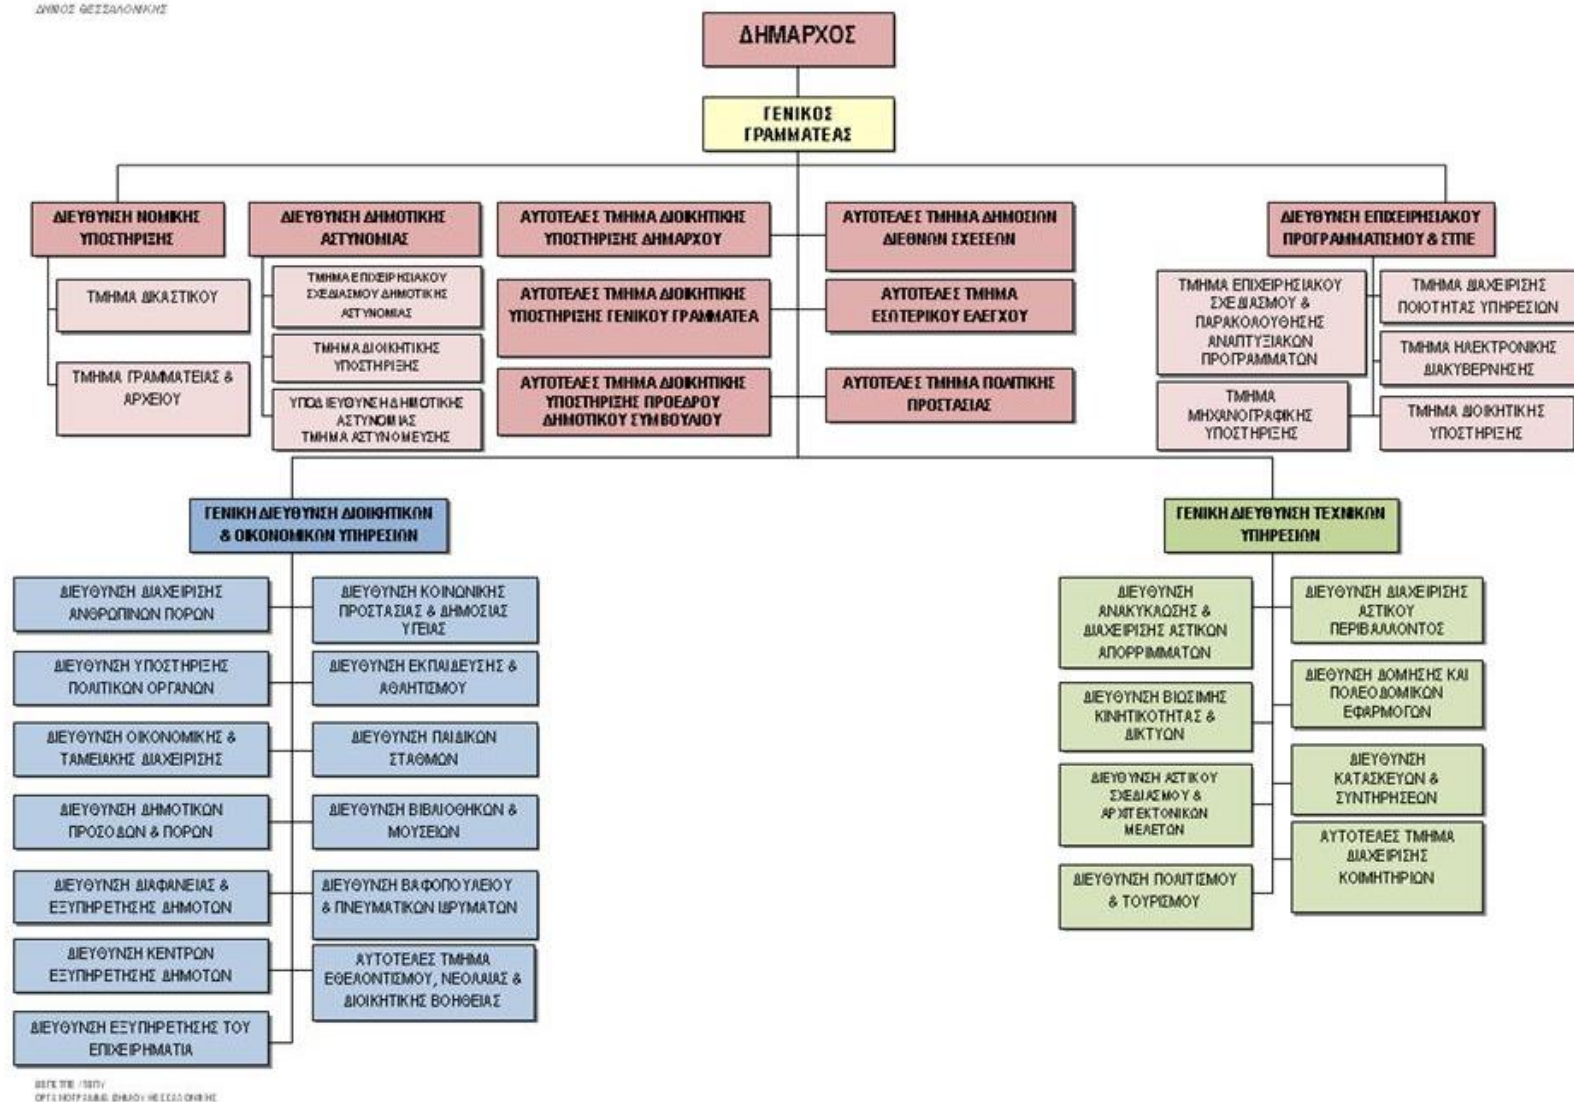 ΔΗΜΟΣ ΘΕΣΣΑΛΟΝΙΚΗΣ
ΔΗΜΑΡΧΟΣ
ΓΕΝΙΚΟΣ
ΓΡΑΜΜΑΤΕΑΣ
ΔΙΕΥΘΥΝΣΗ ΝΟΜΙΚΗΣ
ΥΠΟΣΤΗΡΙΞΗΣ
ΤΜΗΜΑ ΔΙΚΑΣΤΙΚΟΥ
ΤΜΗΜΑ ΓΡΑΜΜΑΤΕΙΑΣ &
ΑΡΧΕΙΟΥ
ΔΙΕΥΘΥΝΣΗ ΔΗΜΟΤΙΚΗΣ
ΑΣΤΥΝΟΜΙΑΣ
ΤΜΗΜΑ ΕΠΙΧΕΙΡΗΣΙΑΚΟΥ
ΣΧΕΔΙΑΣΜΟΥ ΔΗΜΟΤΙΚΗΣ
ΑΣΤΥΝΟΜΙΑΣ
ΤΜΗΜΑ ΔΙΟΙΚΗΤΙΚΗΣ
ΥΠΟΣΤΗΡΙΞΗΣ
ΥΠΟΔΙΕΥΘΥΝΣΗ ΔΗΜΟΤΙΚΗΣ
ΑΣΤΥΝΟΜΙΑΣ
ΤΜΗΜΑ ΑΣΤΥΝΟΜΕΥΣΗΣ
ΑΥΤΟΤΕΛΕΣ ΤΜΗΜΑ ΔΙΟΙΚΗΤΙΚΗΣ
ΥΠΟΣΤΗΡΙΞΗΣ ΔΗΜΑΡΧΟΥ
ΑΥΤΟΤΕΛΕΣ ΤΜΗΜΑ ΔΗΜΟΣΙΩΝ
ΔΙΕΘΝΩΝ ΣΧΕΣΕΩΝ
ΑΥΤΟΤΕΛΕΣ ΤΜΗΜΑ ΔΙΟΙΚΗΤΙΚΗΣ
ΥΠΟΣΤΗΡΙΞΗΣ ΓΕΝΙΚΟΥ ΓΡΑΜΜΑΤΕΑ
ΑΥΤΟΤΕΛΕΣ ΤΜΗΜΑ
ΕΣΩΤΕΡΙΚΟΥ ΕΛΕΓΧΟΥ
ΑΥΤΟΤΕΛΕΣ ΤΜΗΜΑ ΔΙΟΙΚΗΤΙΚΗΣ
ΥΠΟΣΤΗΡΙΞΗΣ ΠΡΟΕΔΡΟΥ
ΔΗΜΟΤΙΚΟΥ ΣΥΜΒΟΥΛΙΟΥ
ΑΥΤΟΤΕΛΕΣ ΤΜΗΜΑ ΠΟΛΙΤΙΚΗΣ
ΠΡΟΣΤΑΣΙΑΣ
ΔΙΕΥΘΥΝΣΗ ΕΠΙΧΕΙΡΗΣΙΑΚΟΥ
ΠΡΟΓΡΑΜΜΑΤΙΣΜΟΥ & ΣΤΠΕ
ΤΜΗΜΑ ΕΠΙΧΕΙΡΗΣΙΑΚΟΥ
ΣΧΕΔΙΑΣΜΟΥ &
ΠΑΡΑΚΟΛΟΥΘΗΣΗΣ
ΑΝΑΠΤΥΞΙΑΚΩΝ
ΠΡΟΓΡΑΜΜΑΤΩΝ
ΤΜΗΜΑ ΔΙΑΧΕΙΡΙΣΗΣ
ΠΟΙΟΤΗΤΑΣ ΥΠΗΡΕΣΙΩΝ
ΤΜΗΜΑ ΗΛΕΚΤΡΟΝΙΚΗΣ
ΔΙΑΚΥΒΕΡΝΗΣΗΣ
ΤΜΗΜΑ
ΜΗΧΑΝΟΓΡΑΦΙΚΗΣ
ΥΠΟΣΤΗΡΙΞΗΣ
ΤΜΗΜΑ ΔΙΟΙΚΗΤΙΚΗΣ
ΥΠΟΣΤΗΡΙΞΗΣ
ΓΕΝΙΚΗ ΔΙΕΥΘΥΝΣΗ ΔΙΟΙΚΗΤΙΚΩΝ
& ΟΙΚΟΝΟΜΙΚΩΝ ΥΠΗΡΕΣΙΩΝ
ΔΙΕΥΘΥΝΣΗ ΔΙΑΧΕΙΡΙΣΗΣ
ΑΝΘΡΩΠΙΝΩΝ ΠΟΡΩΝ
ΔΙΕΥΘΥΝΣΗ ΚΟΙΝΩΝΙΚΗΣ
ΠΡΟΣΤΑΣΙΑΣ & ΔΗΜΟΣΙΑΣ
ΥΓΕΙΑΣ
ΔΙΕΥΘΥΝΣΗ ΥΠΟΣΤΗΡΙΞΗΣ
ΠΟΛΙΤΙΚΩΝ ΟΡΓΑΝΩΝ
ΔΙΕΥΘΥΝΣΗ ΕΚΠΑΙΔΕΥΣΗΣ &
ΑΘΛΗΤΙΣΜΟΥ
ΔΙΕΥΘΥΝΣΗ ΟΙΚΟΝΟΜΙΚΗΣ &
ΤΑΜΕΙΑΚΗΣ ΔΙΑΧΕΙΡΙΣΗΣ
ΔΙΕΥΘΥΝΣΗ ΠΑΙΔΙΚΩΝ
ΣΤΑΘΜΩΝ
ΔΙΕΥΘΥΝΣΗ ΔΗΜΟΤΙΚΩΝ
ΠΡΟΣΟΔΩΝ & ΠΟΡΩΝ
ΔΙΕΥΘΥΝΣΗ ΒΙΒΛΙΟΘΗΚΩΝ &
ΜΟΥΣΕΙΩΝ
ΔΙΕΥΘΥΝΣΗ ΔΙΑΦΑΝΕΙΑΣ &
ΕΞΥΠΗΡΕΤΗΣΗΣ ΔΗΜΟΤΩΝ
ΔΙΕΥΘΥΝΣΗ ΒΑΦΟΠΟΥΛΕΙΟΥ
& ΠΝΕΥΜΑΤΙΚΩΝ ΙΔΡΥΜΑΤΩΝ
ΔΙΕΥΘΥΝΣΗ ΚΕΝΤΡΩΝ
ΕΞΥΠΗΡΕΤΗΣΗΣ ΔΗΜΟΤΩΝ
ΑΥΤΟΤΕΛΕΣ ΤΜΗΜΑ
ΕΘΕΛΟΝΤΙΣΜΟΥ, ΝΕΟΛΑΙΑΣ &
ΔΙΟΙΚΗΤΙΚΗΣ ΒΟΗΘΕΙΑΣ
ΔΙΕΥΘΥΝΣΗ ΕΞΥΠΗΡΕΤΗΣΗΣ ΤΟΥ
ΕΠΙΧΕΙΡΗΜΑΤΙΑ
ΓΕΝΙΚΗ ΔΙΕΥΘΥΝΣΗ ΤΕΧΝΙΚΩΝ
ΥΠΗΡΕΣΙΩΝ
ΔΙΕΥΘΥΝΣΗ
ΑΝΑΚΥΚΛΩΣΗΣ &
ΔΙΑΧΕΙΡΙΣΗΣ ΑΣΤΙΚΩΝ
ΑΠΟΡΡΙΜΜΑΤΩΝ
ΔΙΕΥΘΥΝΣΗ ΔΙΑΧΕΙΡΙΣΗΣ
ΑΣΤΙΚΟΥ
ΠΕΡΙΒΑΛΛΟΝΤΟΣ
ΔΙΕΥΘΥΝΣΗ ΒΙΩΣΙΜΗΣ
ΚΙΝΗΤΙΚΟΤΗΤΑΣ &
ΔΙΚΤΥΩΝ
ΔΙΕΘΥΝΣΗ ΔΟΜΗΣΗΣ ΚΑΙ
ΠΟΛΕΟΔΟΜΙΚΩΝ
ΕΦΑΡΜΟΓΩΝ
ΔΙΕΥΘΥΝΣΗ ΑΣΤΙΚΟΥ
ΣΧΕΔΙΑΣΜΟΥ &
ΑΡΧΙΤΕΚΤΟΝΙΚΩΝ
ΜΕΛΕΤΩΝ
ΔΙΕΥΘΥΝΣΗ
ΚΑΤΑΣΚΕΥΩΝ &
ΣΥΝΤΗΡΗΣΕΩΝ
ΔΙΕΥΘΥΝΣΗ ΠΟΛΙΤΙΣΜΟΥ
& ΤΟΥΡΙΣΜΟΥ
ΑΥΤΟΤΕΛΕΣ ΤΜΗΜΑ
ΔΙΑΧΕΙΡΙΣΗΣ
ΚΟΙΜΗΤΗΡΙΩΝ
ΟΡΓΑΝΟΓΡΑΜΜΑ ΔΗΜΟΥ ΘΕΣΣΑΛΟΝΙΚΗΣ